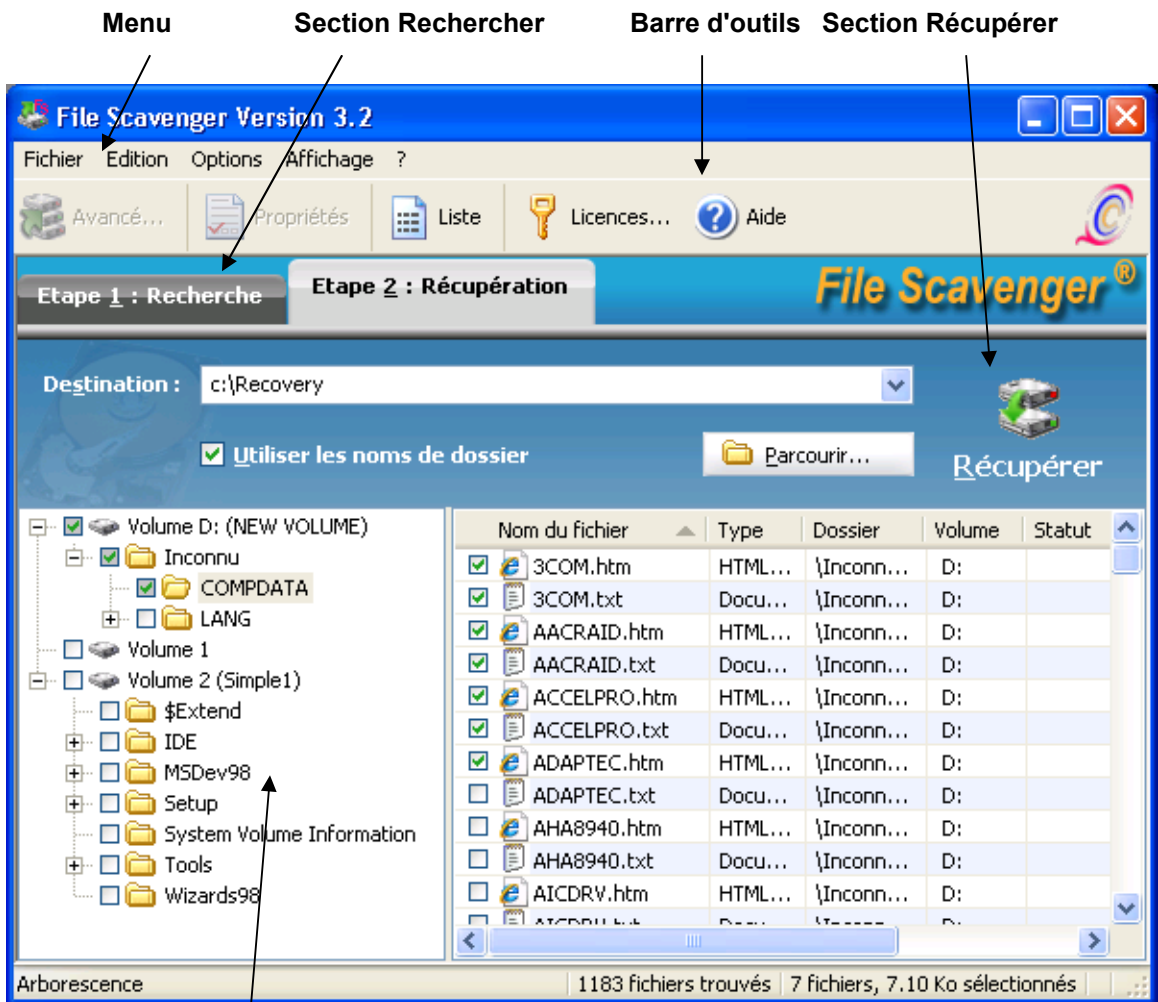 Menu Section Rechercher Barre d'outils Section Récupérer
File Scavenger Version 3.2
Fichier Edition Options Affichage ?
Avancé... Propriétés Liste Licences... Aide
Etape 1 : Recherche Etape 2 : Récupération File Scavenger ®
Destination : c:\Recovery
Utiliser les noms de dossier Parcourir... Récupérer
Volume D: (NEW VOLUME)
Inconnu
COMPDATA
LANG
Volume 1
Volume 2 (Simple1)
$Extend
IDE
MSDev98
Setup
System Volume Information
Tools
Wizards98
Nom du fichier Type Dossier Volume Statut
3COM.htm HTML... \Inconn... D:
3COM.txt Docu... \Inconn... D:
AACRAID.htm HTML... \Inconn... D:
AACRAID.txt Docu... \Inconn... D:
ACCELPRO.htm HTML... \Inconn... D:
ACCELPRO.txt Docu... \Inconn... D:
ADAPTEC.htm HTML... \Inconn... D:
ADAPTEC.txt Docu... \Inconn... D:
AHA8940.htm HTML... \Inconn... D:
AHA8940.txt Docu... \Inconn... D:
AICDRV.htm HTML... \Inconn... D:
Arborescence 1183 fichiers trouvés 7 fichiers, 7.10 Ko sélectionnés